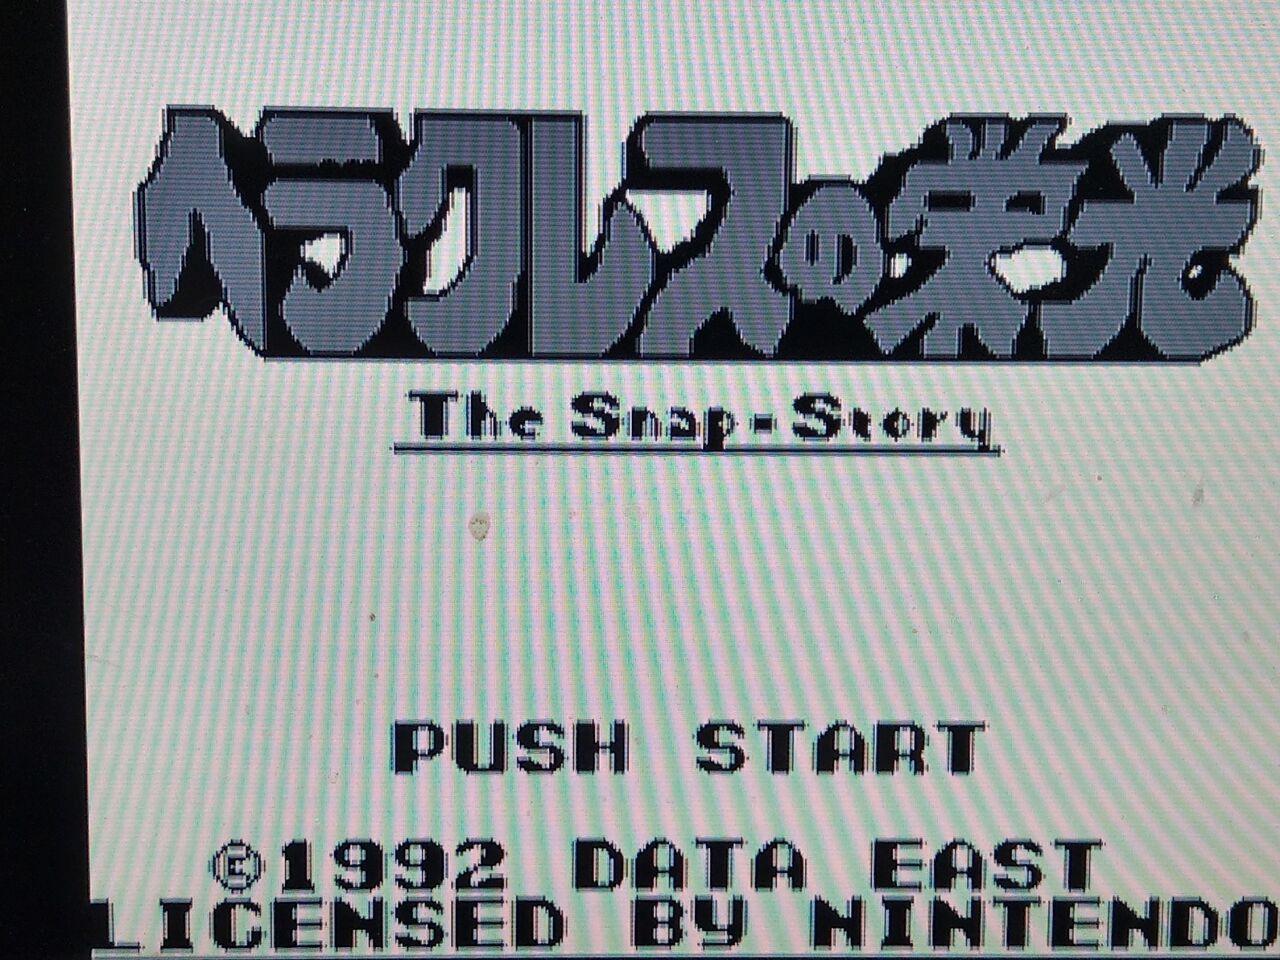 ヘラクレスの栄光
The Snap-Story
PUSH START
©1992 DATA EAST
LICENSED BY NINTENDO